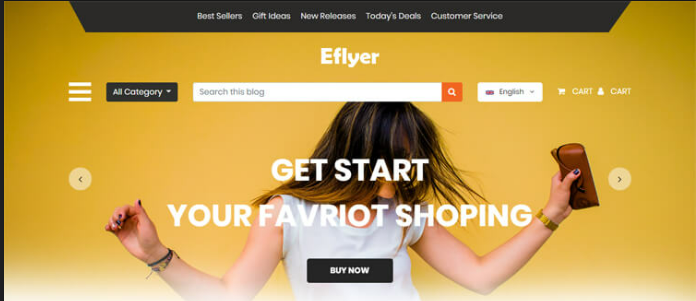 Best Sellers Gift Ideas New Releases Today's Deals Customer Service
Eflyer
All Category Search this blog English CART CART
GET START
YOUR FAVRIOT SHOPING
BUY NOW